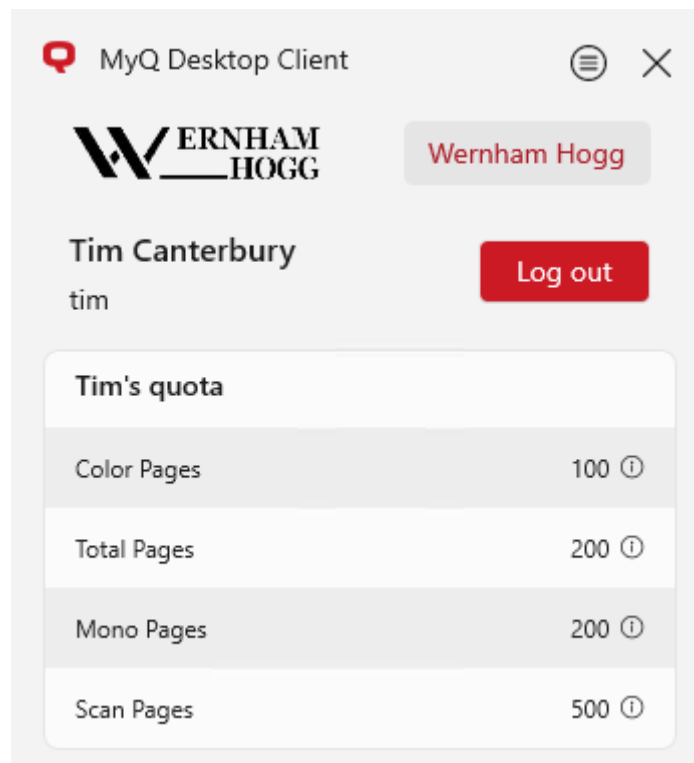 MyQ Desktop Client
WERNHAM
HOGG
Wernham Hogg
Tim Canterbury
tim
Log out
Tim's quota
Color Pages 100
Total Pages 200
Mono Pages 200
Scan Pages 500